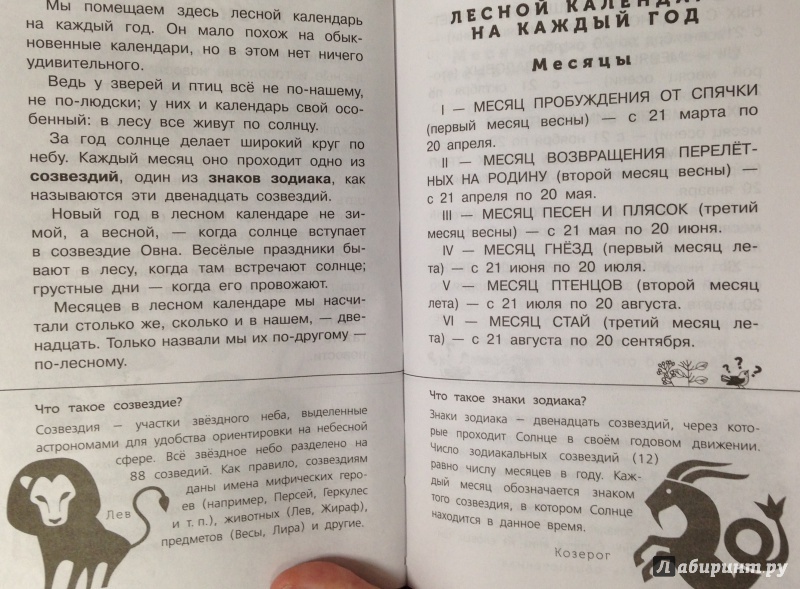 Мы помещаем здесь лесной календарь
на каждый год. Он мало похож на обык-
новенные календари, но в этом нет ничего
удивительного.
Ведь у зверей и птиц всё не по-нашему,
не по-людски; у них и календарь свой осо-
бенный: в лесу все живут по солнцу.
За год солнце делает широкий круг по
небу. Каждый месяц оно проходит одно из
созвездий, один из знаков зодиака, как
называются эти двенадцать созвездий.
Новый год в лесном календаре не зи-
мой, а весной, — когда солнце вступает
в созвездие Овна. Весёлые праздники бы-
вают в лесу, когда там встречают солнце;
грустные дни — когда его провожают.
Месяцев в лесном календаре мы насчи-
тали столько же, сколько и в нашем, — две-
надцать. Только назвали мы их по-другому —
по-лесному.
Что такое созвездие?
Созвездия — участки звёздного неба, выделенные
астрономами для удобства ориентировки на небесной
сфере. Всё звёздное небо разделено на
88 созведий. Как правило, созвездиям
даны имена мифических геро-
ев (например, Персей, Геркулес
и т. п.), животных (Лев, Жираф),
предметов (Весы, Лира) и другие.
Лев
ЛЕСНОЙ КАЛЕНДАРЬ
НА КАЖДЫЙ ГОД
Месяцы
I — МЕСЯЦ ПРОБУЖДЕНИЯ ОТ СПЯЧКИ
(первый месяц весны) — с 21 марта по
20 апреля.
II — МЕСЯЦ ВОЗВРАЩЕНИЯ ПЕРЕЛЁТ-
НЫХ НА РОДИНУ (второй месяц весны) —
с 21 апреля по 20 мая.
III — МЕСЯЦ ПЕСЕН И ПЛЯСОК (третий
месяц весны) — с 21 мая по 20 июня.
IV — МЕСЯЦ ГНЁЗД (первый месяц ле-
та) — с 21 июня по 20 июля.
V — МЕСЯЦ ПТЕНЦОВ (второй месяц
лета) — с 21 июля по 20 августа.
VI — МЕСЯЦ СТАЙ (третий месяц ле-
та) — с 21 августа по 20 сентября.
? ? ?
Что такое знаки зодиака?
Знаки зодиака — двенадцать созвездий, через кото-
рые проходит Солнце в своём годовом движении.
Число зодиакальных созвездий (12)
равно числу месяцев в году. Каж-
дый месяц обозначается знаком
того созвездия, в котором Солнце
находится в данное время.
Козерог
Лабиринт.ру